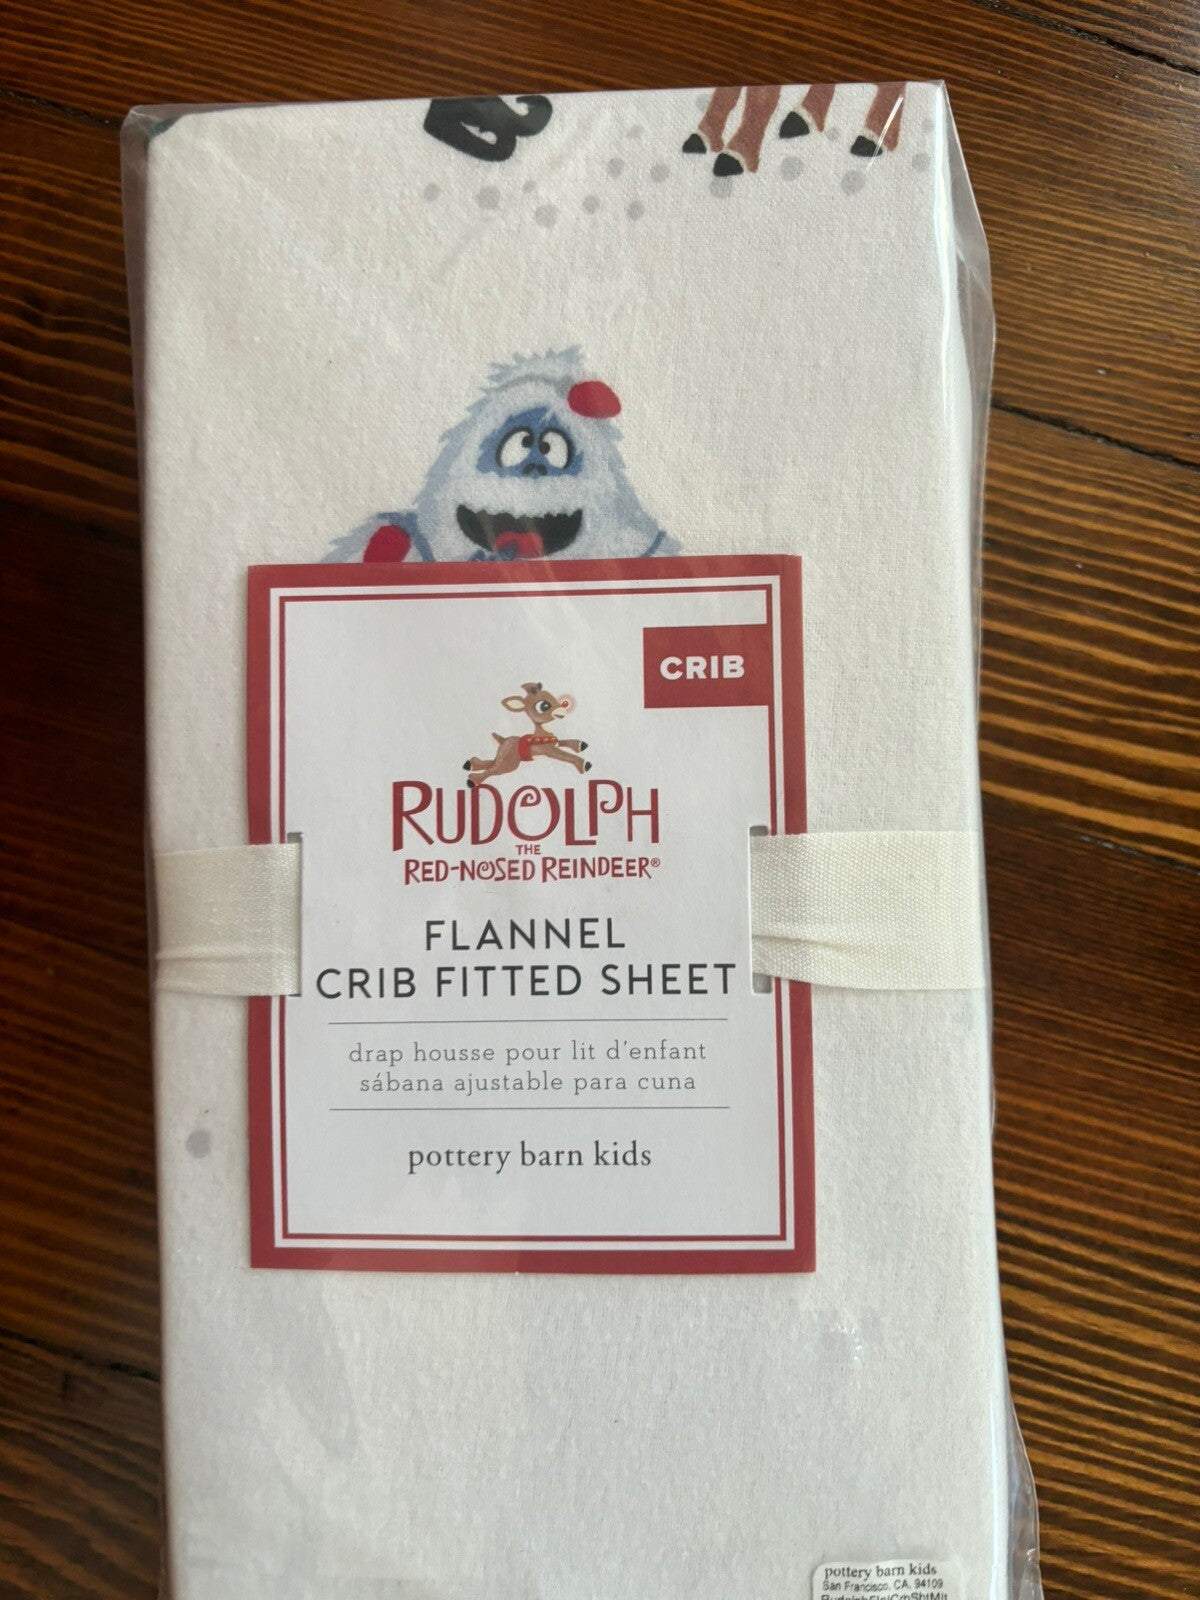 CRIB
RUDOLPH
THE
RED-NOSED REINDEER®
FLANNEL
CRIB FITTED SHEET
drap housse pour lit d'enfant
sábana ajustable para cuna
pottery barn kids
pottery barn kids
San Francisco, CA, 94109